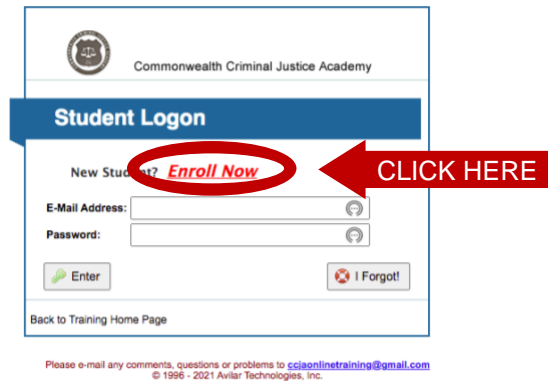 Commonwealth Criminal Justice Academy
Student Logon
New Student? Enroll Now
CLICK HERE
E-Mail Address:
Password:
Enter
I Forgot!
Back to Training Home Page
Please e-mail any comments, questions or problems to ccjaonlinetraining@gmail.com
© 1996 - 2021 Avilar Technologies, Inc.